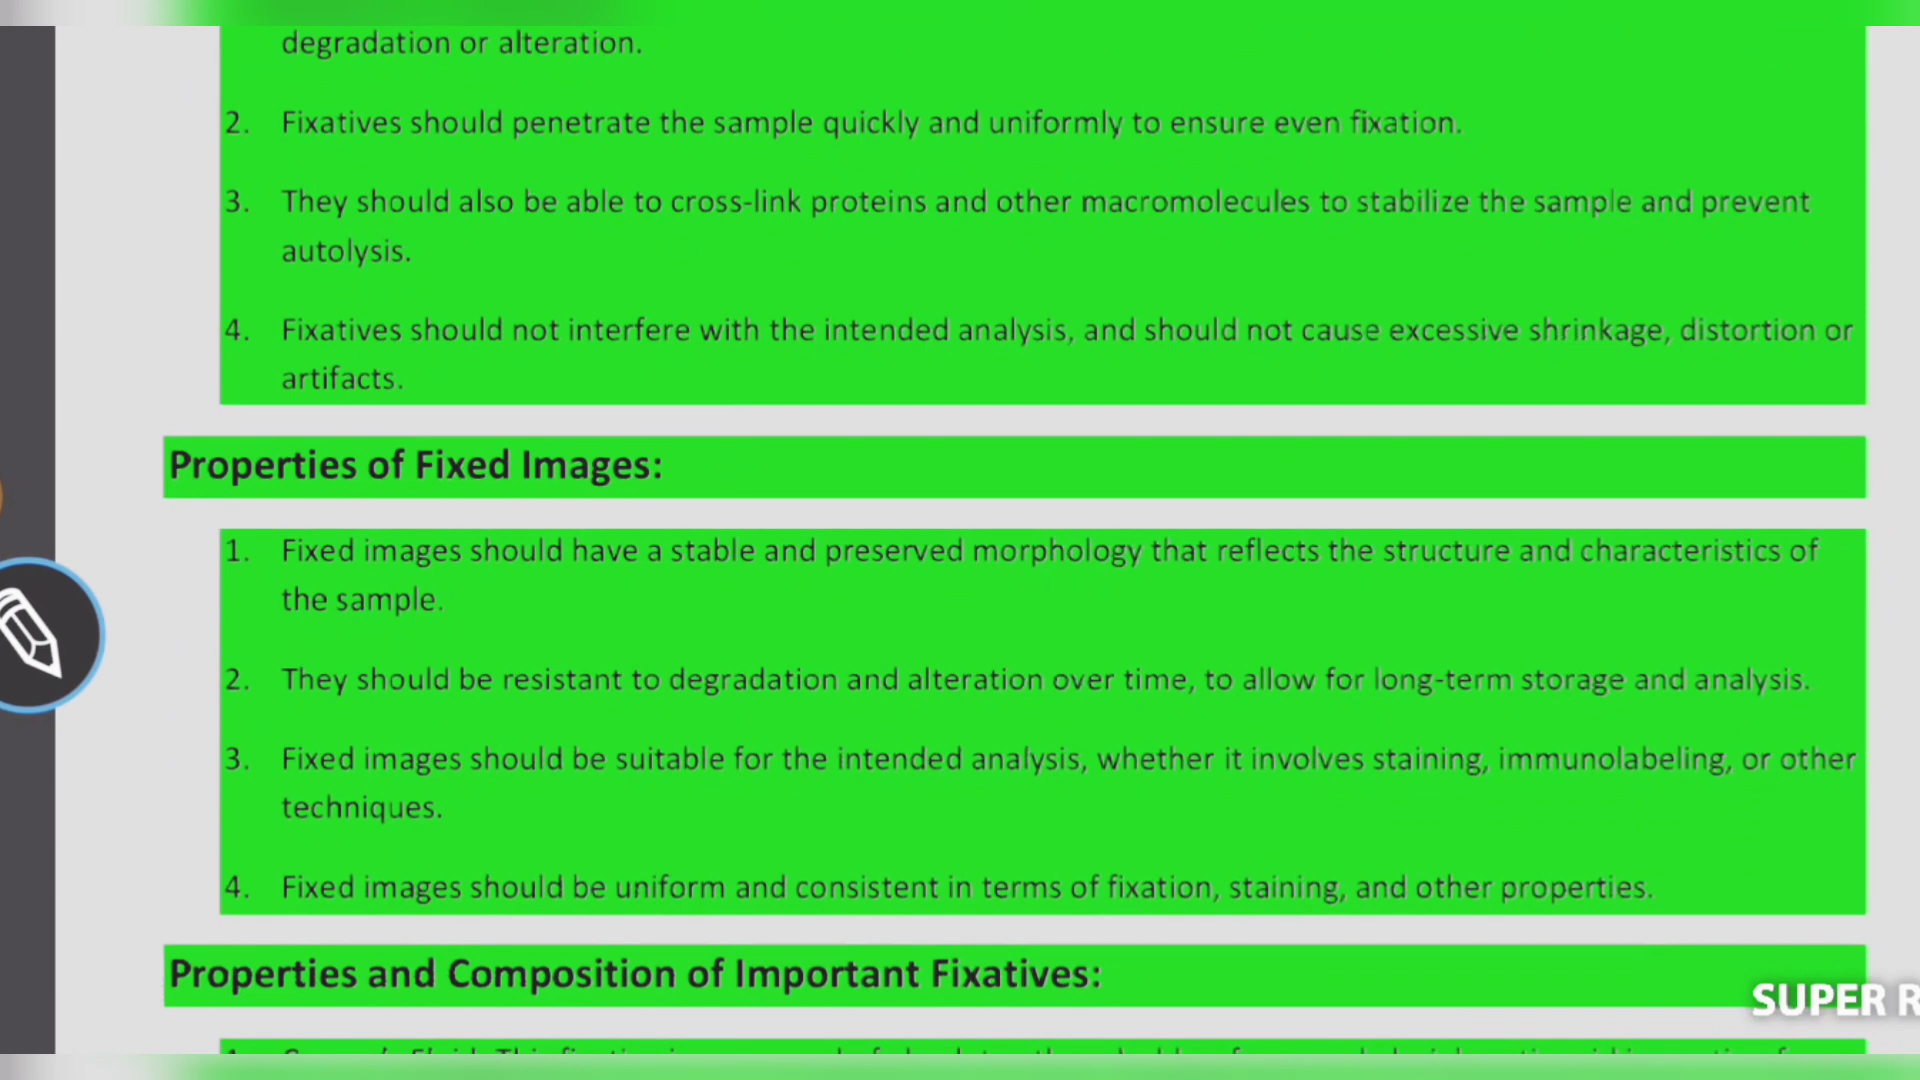 degradation or alteration.
2. Fixatives should penetrate the sample quickly and uniformly to ensure even fixation.
3. They should also be able to cross-link proteins and other macromolecules to stabilize the sample and prevent
autolysis.
4. Fixatives should not interfere with the intended analysis, and should not cause excessive shrinkage, distortion or
artifacts.
Properties of Fixed Images:
1. Fixed images should have a stable and preserved morphology that reflects the structure and characteristics of
the sample.
2. They should be resistant to degradation and alteration over time, to allow for long-term storage and analysis.
3. Fixed images should be suitable for the intended analysis, whether it involves staining, immunolabeling, or other
techniques.
4. Fixed images should be uniform and consistent in terms of fixation, staining, and other properties.
Properties and Composition of Important Fixatives:
SUPER R